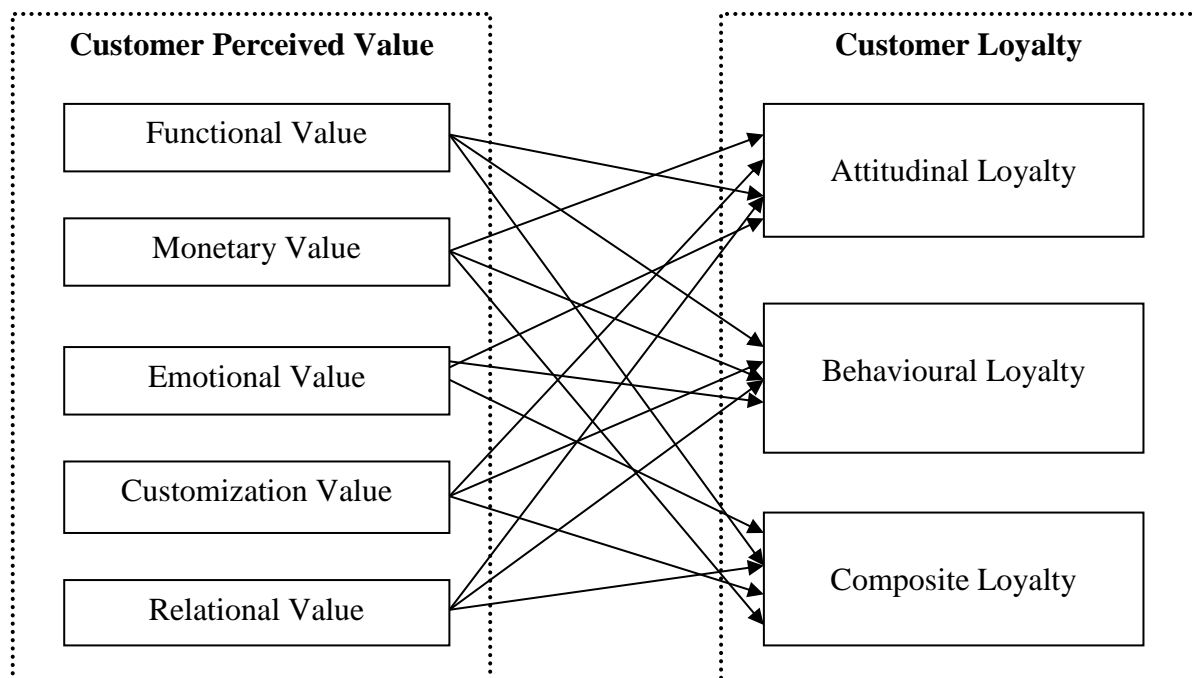 Customer Perceived Value
Functional Value
Monetary Value
Emotional Value
Customization Value
Relational Value
Customer Loyalty
Attitudinal Loyalty
Behavioural Loyalty
Composite Loyalty